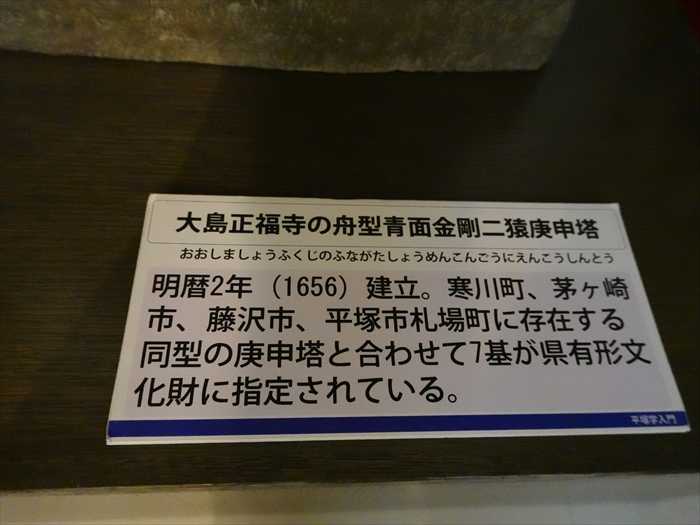 大島正福寺の舟型青面金剛二猿庚申塔
おおしましょうふくじのふながたしょうめんこんごうにえんこうしんとう
明暦2年（1656）建立。寒川町、茅ヶ崎
市、藤沢市、平塚市札場町に存在する
同型の庚申塔と合わせて7基が県有形文
化財に指定されている。
平塚学入門